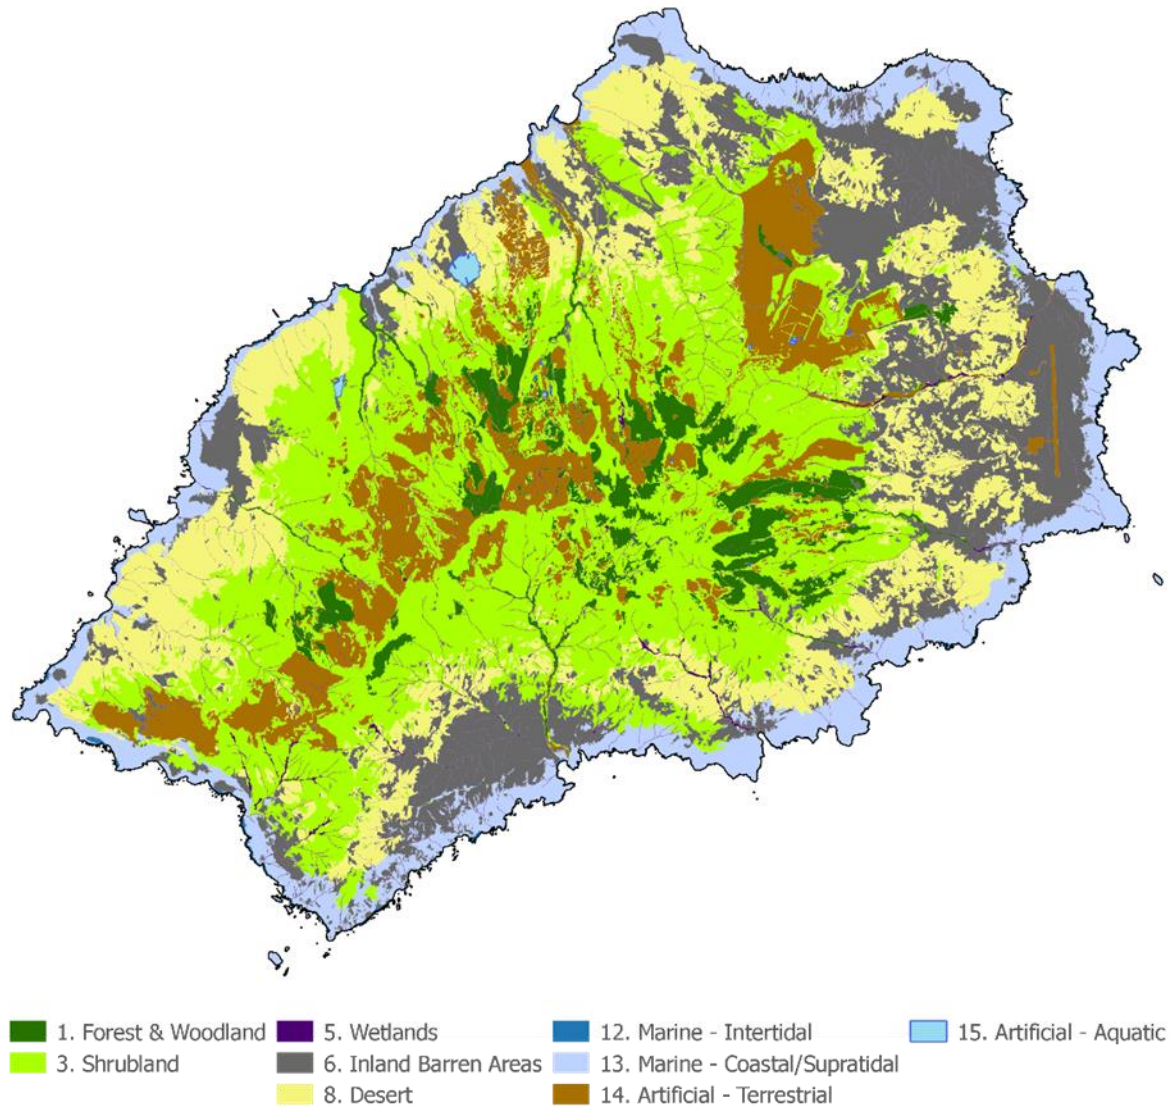 1. Forest & Woodland
3. Shrubland
5. Wetlands
6. Inland Barren Areas
8. Desert
12. Marine - Intertidal
13. Marine - Coastal/Supratidal
14. Artificial - Terrestrial
15. Artificial - Aquatic